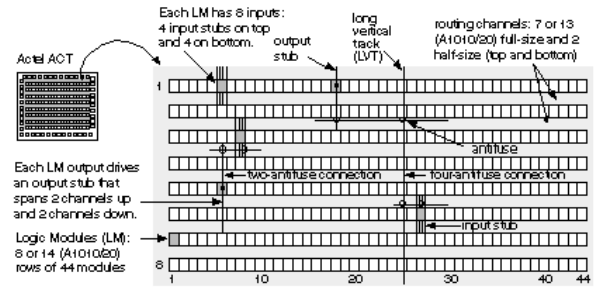 Each LM has 8 inputs:
4 input stubs on top
and 4 on bottom.
Actel ACT
output
stub
long
vertical
track
(LVT)
routing channels: 7 or 13
(A1010/20) full-size and 2
half-size (top and bottom)
1
antifuse
Each LM output drives
an output stub that
spans 2 channels up
and 2 channels down.
two-antifuse connection
four-antifuse connection
input stub
Logic Modules (LM):
8 or 14 (A1010/20)
rows of 44 modules
8
1 10 20 30 40 44